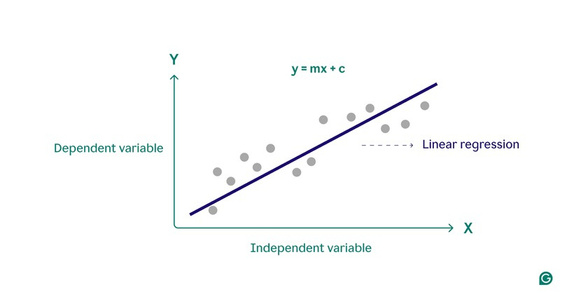 Y
y = mx + c
Dependent variable
Linear regression
X
Independent variable